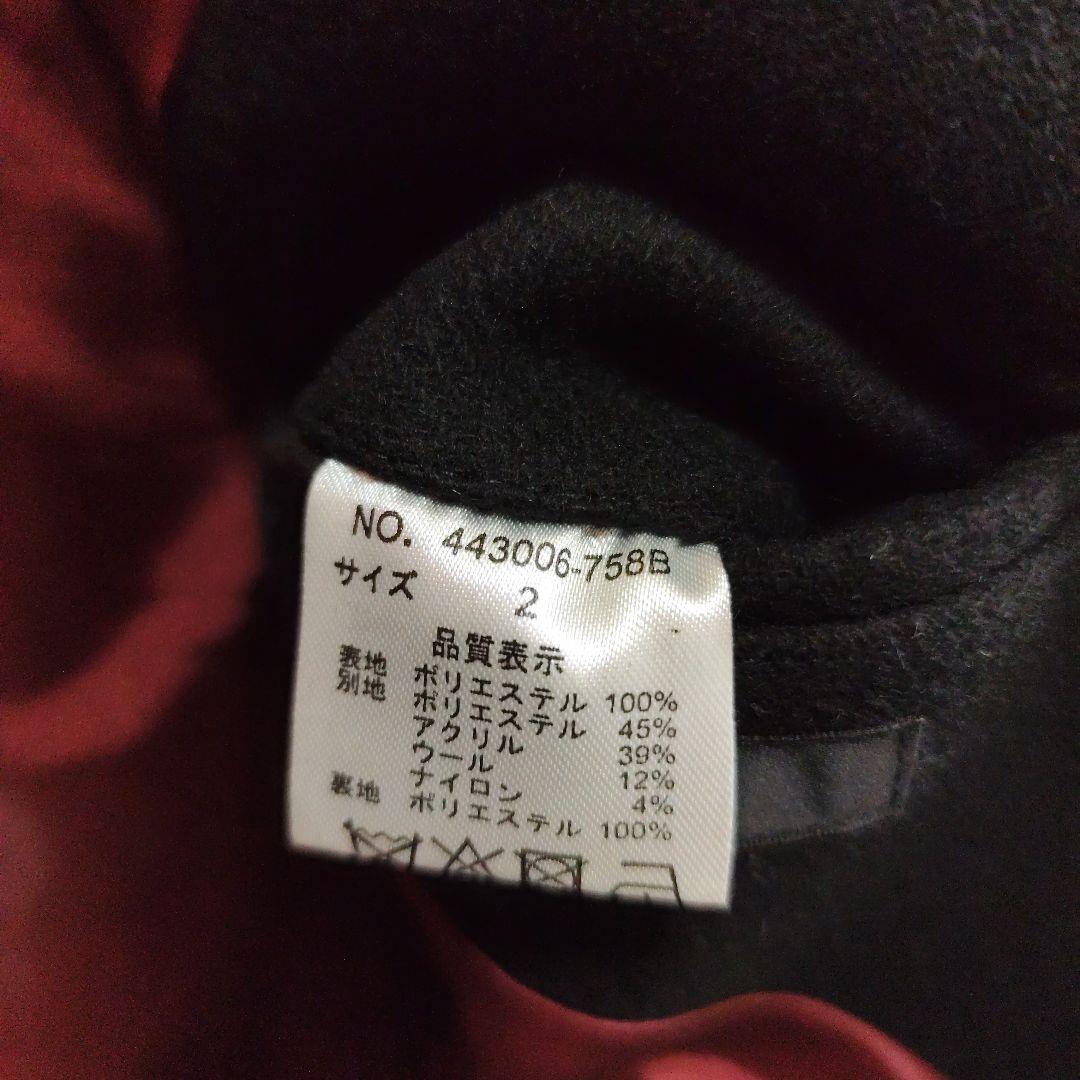 NO. 443006-758B
サイズ 2
品質表示
表地 ポリエステル 100%
別地 ポリエステル 45%
アクリル 39%
ウール 12%
ナイロン 4%
裏地 ポリエステル 100%